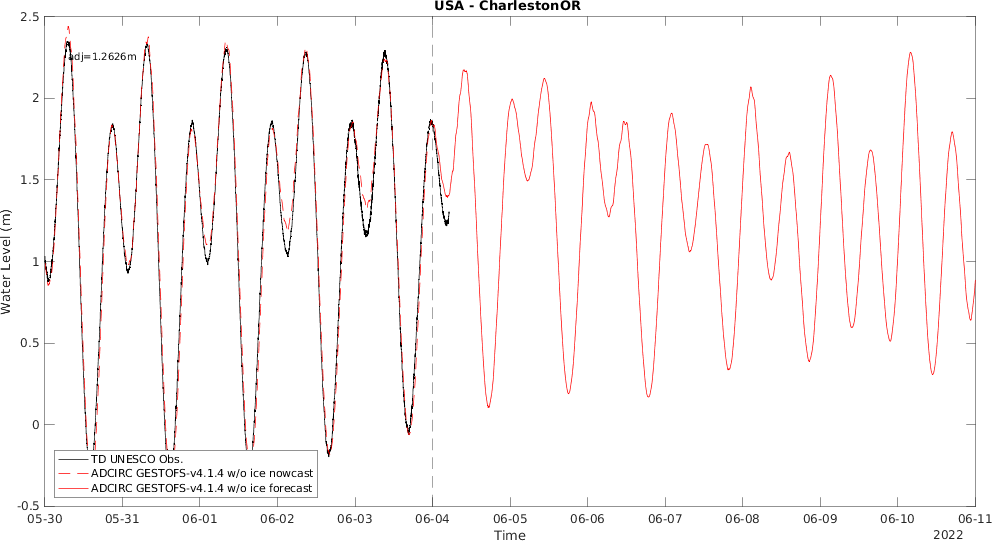 USA - CharlestonOR
2.5
adj=1.2626m
2
1.5
1
0.5
0
-0.5
Water Level (m)
TD UNESCO Obs.
ADCIRC GESTOFS-v4.1.4 w/o ice nowcast
ADCIRC GESTOFS-v4.1.4 w/o ice forecast
05-30 05-31 06-01 06-02 06-03 06-04 06-05 06-06 06-07 06-08 06-09 06-10 06-11
Time
2022